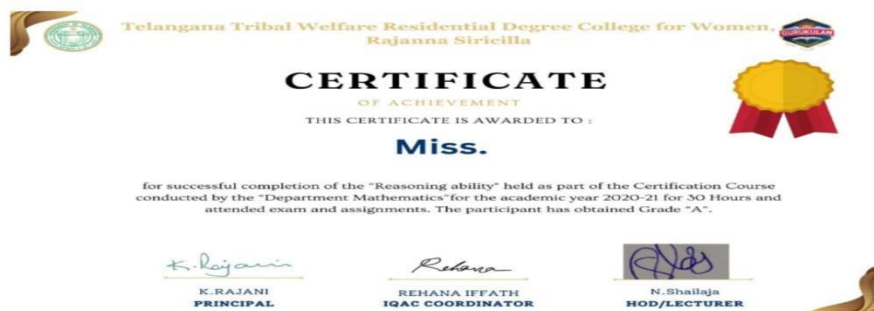 Telangana Tribal Welfare Residential Degree College for Women,
Rajanna Siricilla
GURUKULAM
CERTIFICATE
OF ACHIEVEMENT
THIS CERTIFICATE IS AWARDED TO :
Miss.
for successful completion of the "Reasoning ability" held as part of the Certification Course
conducted by the "Department Mathematics"for the academic year 2020-21 for 30 Hours and
attended exam and assignments. The participant has obtained Grade "A".
K.Rajani
Rehana
K.RAJANI
REHANA IFFATH
N.Shailaja
PRINCIPAL
IQAC COORDINATOR
HOD/LECTURER